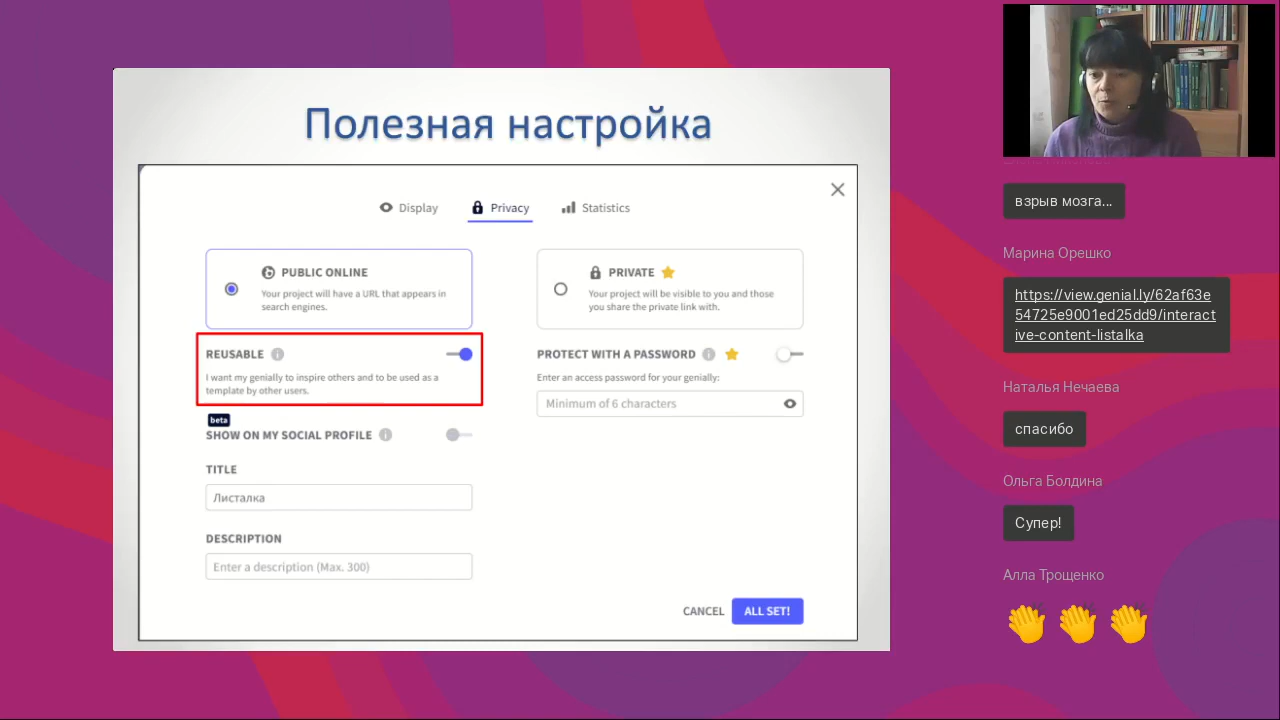 Полезная настройка
Display
Privacy
Statistics
PUBLIC ONLINE
Your project will have a URL that appears in
search engines.
PRIVATE
Your project will be visible to you and those
you share the private link with.
REUSABLE
I want my genially to inspire others and to be used as a
template by other users.
PROTECT WITH A PASSWORD
Enter an access password for your genially:
Minimum of 6 characters
beta
SHOW ON MY SOCIAL PROFILE
TITLE
Листалка
DESCRIPTION
Enter a description (Max. 300)
CANCEL
ALL SET!
взрыв мозга...
Марина Орешко
https://view.genial.ly/62af63e
54725e9001ed25dd9/interact
ive-content-listalka
Наталья Нечаева
спасибо
Ольга Болдина
Супер!
Алла Трощенко